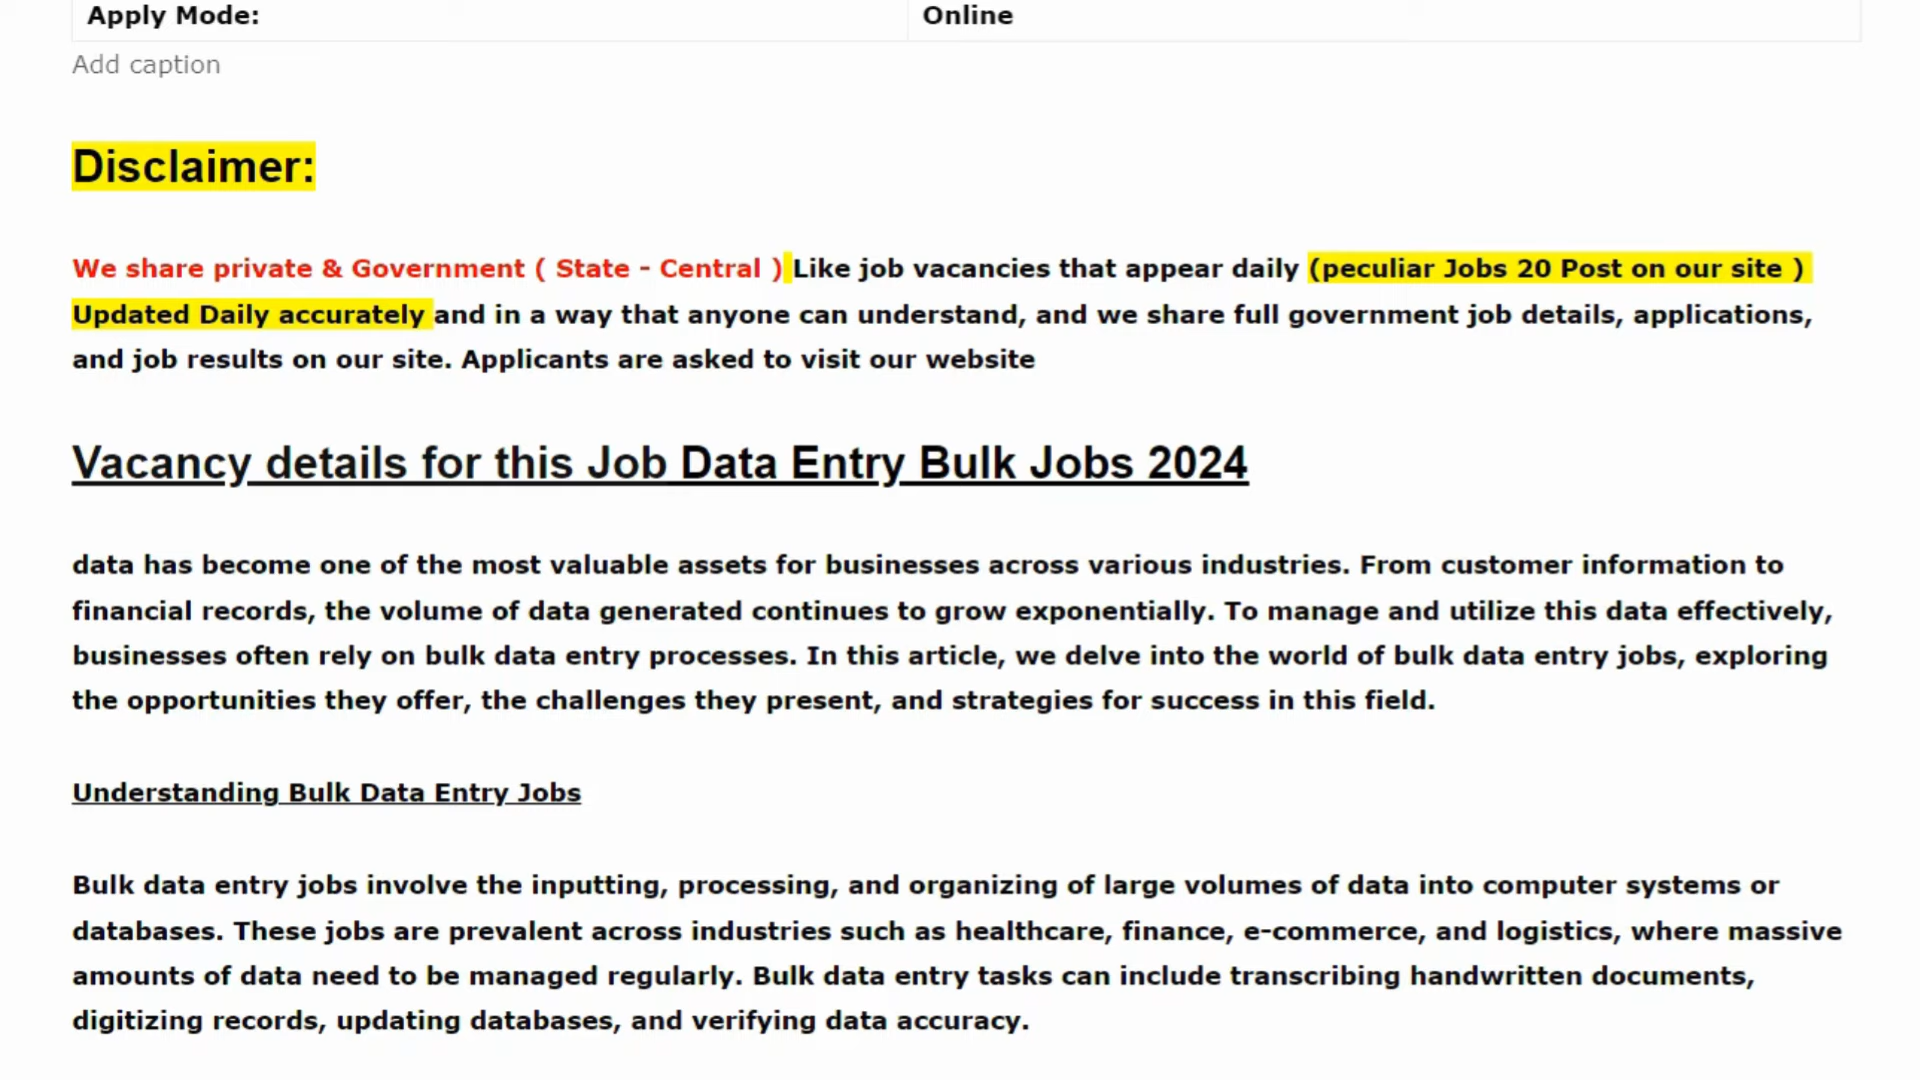 Apply Mode: Online
Add caption
Disclaimer:
We share private & Government ( State - Central ) Like job vacancies that appear daily (peculiar Jobs 20 Post on our site )
Updated Daily accurately and in a way that anyone can understand, and we share full government job details, applications,
and job results on our site. Applicants are asked to visit our website
Vacancy details for this Job Data Entry Bulk Jobs 2024
data has become one of the most valuable assets for businesses across various industries. From customer information to
financial records, the volume of data generated continues to grow exponentially. To manage and utilize this data effectively,
businesses often rely on bulk data entry processes. In this article, we delve into the world of bulk data entry jobs, exploring
the opportunities they offer, the challenges they present, and strategies for success in this field.
Understanding Bulk Data Entry Jobs
Bulk data entry jobs involve the inputting, processing, and organizing of large volumes of data into computer systems or
databases. These jobs are prevalent across industries such as healthcare, finance, e-commerce, and logistics, where massive
amounts of data need to be managed regularly. Bulk data entry tasks can include transcribing handwritten documents,
digitizing records, updating databases, and verifying data accuracy.